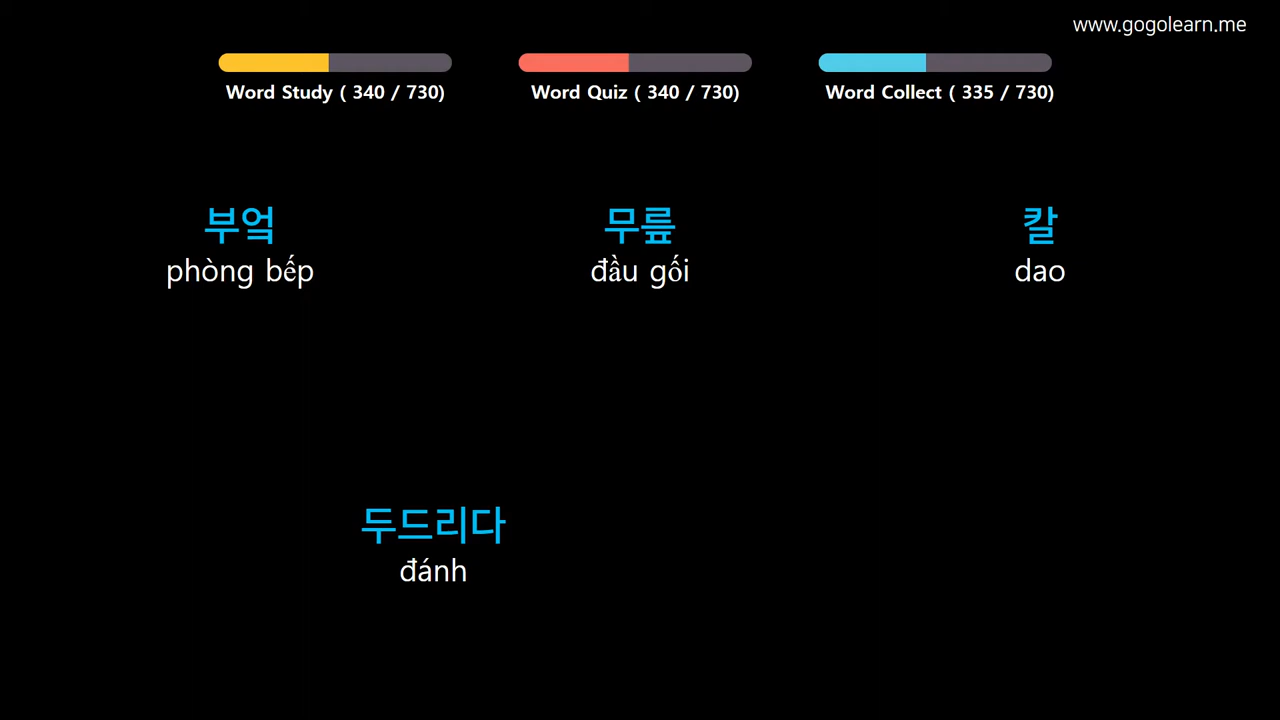 www.gogolearn.me
Word Study ( 340 / 730)
Word Quiz ( 340 / 730)
Word Collect ( 335 / 730)
부엌
phòng bếp
무릎
đầu gối
칼
dao
두드리다
đánh